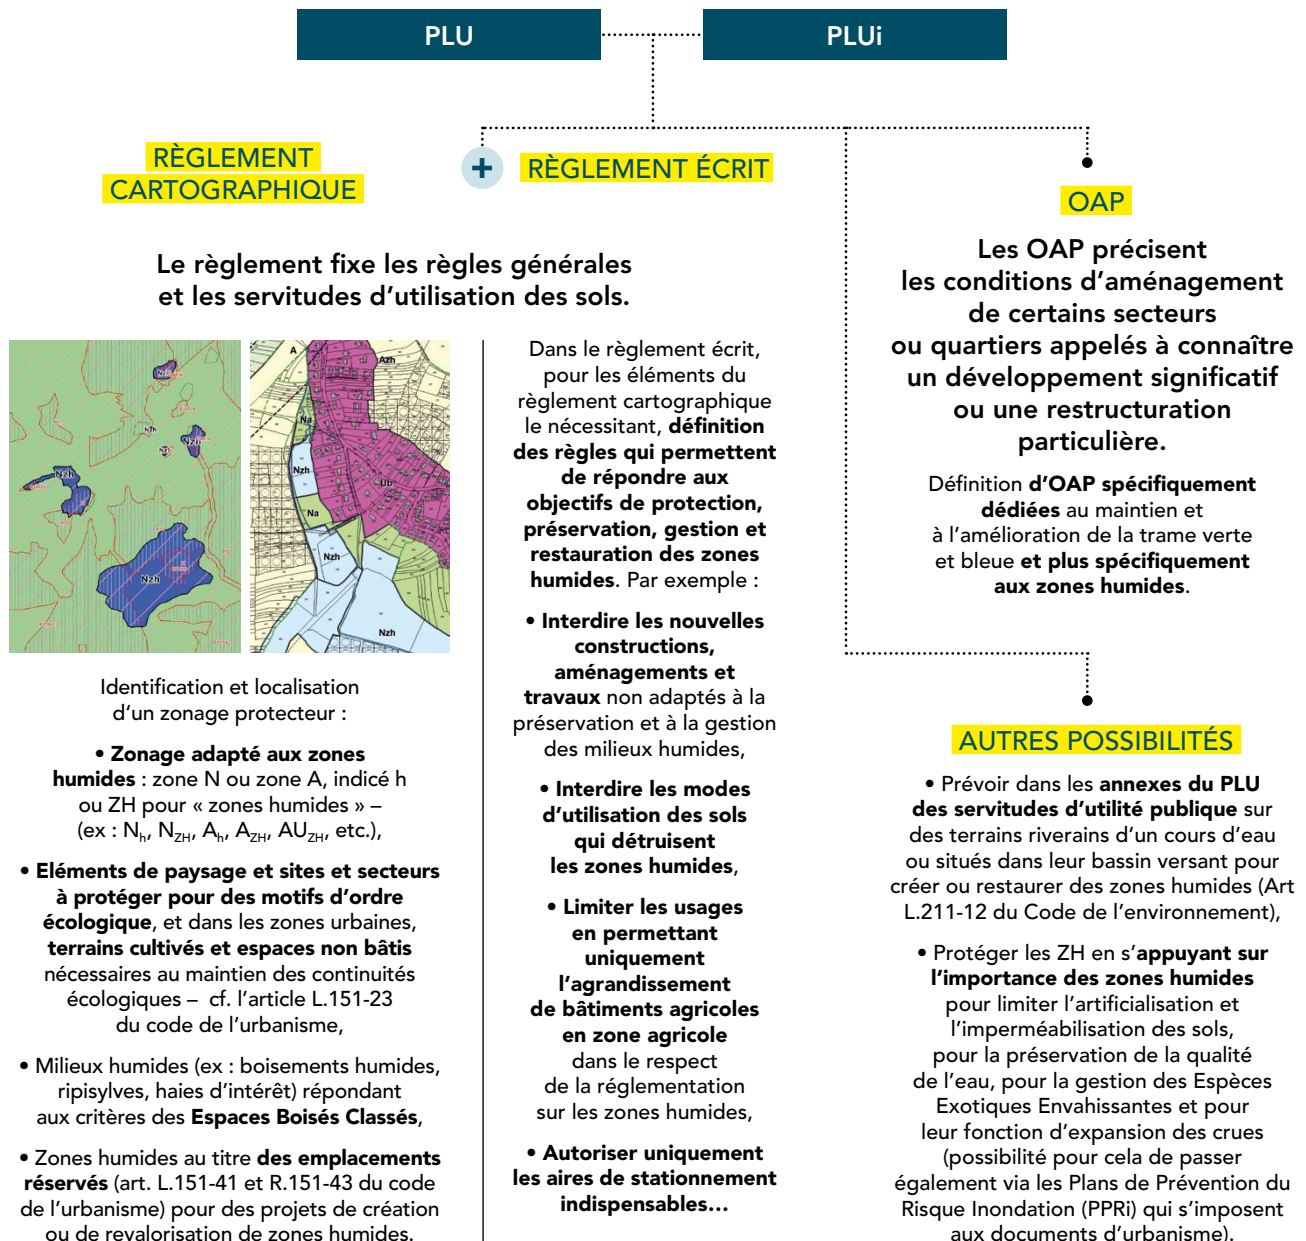 PLU
PLUi
RÈGLEMENT
CARTOGRAPHIQUE
+
RÈGLEMENT ÉCRIT
Le règlement fixe les règles générales
et les servitudes d’utilisation des sols.
Nzh
Nzh
Nzh
Nzh
Nzh
A
Azh
Na
Nzh
Ub
Na
Nzh
Nzh
Identification et localisation
d’un zonage protecteur :
• Zonage adapté aux zones
humides : zone N ou zone A, indicé h
ou ZH pour « zones humides » –
(ex : Nh, NZH, Ah, AZH, AUZH, etc.),
• Eléments de paysage et sites et secteurs
à protéger pour des motifs d’ordre
écologique, et dans les zones urbaines,
terrains cultivés et espaces non bâtis
nécessaires au maintien des continuités
écologiques – cf. l’article L.151-23
du code de l’urbanisme,
• Milieux humides (ex : boisements humides,
ripisylves, haies d’intérêt) répondant
aux critères des Espaces Boisés Classés,
• Zones humides au titre des emplacements
réservés (art. L.151-41 et R.151-43 du code
de l’urbanisme) pour des projets de création
ou de revalorisation de zones humides.
Dans le règlement écrit,
pour les éléments du
règlement cartographique
le nécessitant, définition
des règles qui permettent
de répondre aux
objectifs de protection,
préservation, gestion et
restauration des zones
humides. Par exemple :
• Interdire les nouvelles
constructions,
aménagements et
travaux non adaptés à la
préservation et à la gestion
des milieux humides,
• Interdire les modes
d’utilisation des sols
qui détruisent
les zones humides,
• Limiter les usages
en permettant
uniquement
l’agrandissement
de bâtiments agricoles
en zone agricole
dans le respect
de la réglementation
sur les zones humides,
• Autoriser uniquement
les aires de stationnement
indispensables…
OAP
Les OAP précisent
les conditions d’aménagement
de certains secteurs
ou quartiers appelés à connaître
un développement significatif
ou une restructuration
particulière.
Définition d’OAP spécifiquement
dédiées au maintien et
à l’amélioration de la trame verte
et bleue et plus spécifiquement
aux zones humides.
AUTRES POSSIBILITÉS
• Prévoir dans les annexes du PLU
des servitudes d’utilité publique sur
des terrains riverains d’un cours d’eau
ou situés dans leur bassin versant pour
créer ou restaurer des zones humides (Art
L.211-12 du Code de l’environnement),
• Protéger les ZH en s’appuyant sur
l’importance des zones humides
pour limiter l’artificialisation et
l’imperméabilisation des sols,
pour la préservation de la qualité
de l’eau, pour la gestion des Espèces
Exotiques Envahissantes et pour
leur fonction d’expansion des crues
(possibilité pour cela de passer
également via les Plans de Prévention du
Risque Inondation (PPRi) qui s’imposent
aux documents d’urbanisme).